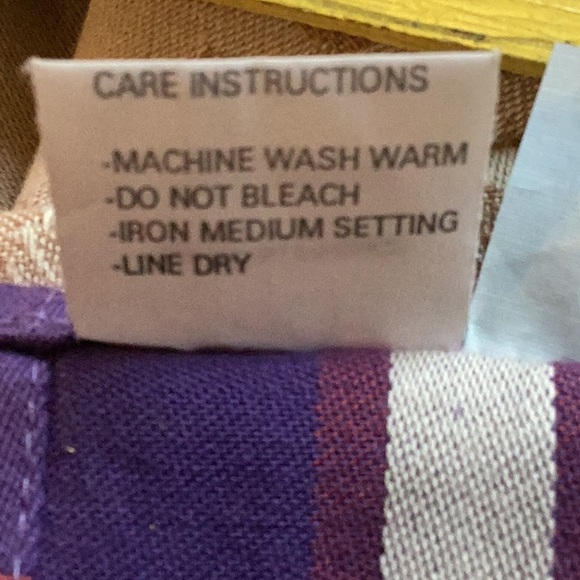 CARE INSTRUCTIONS
-MACHINE WASH WARM
-DO NOT BLEACH
-IRON MEDIUM SETTING
-LINE DRY